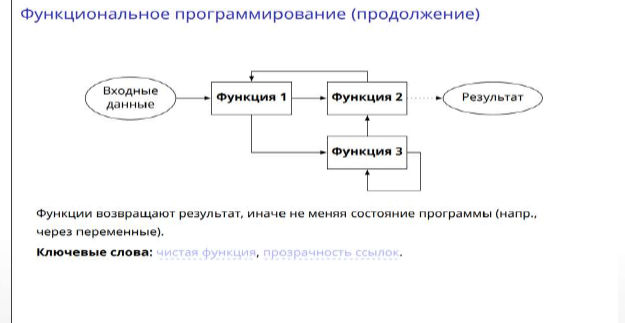 Функциональное программирование (продолжение)
Входные
данные
Функция 1
Функция 2
Результат
Функция 3
Функции возвращают результат, иначе не меняя состояние программы (напр.,
через переменные).
Ключевые слова: чистая функция, прозрачность ссылок.